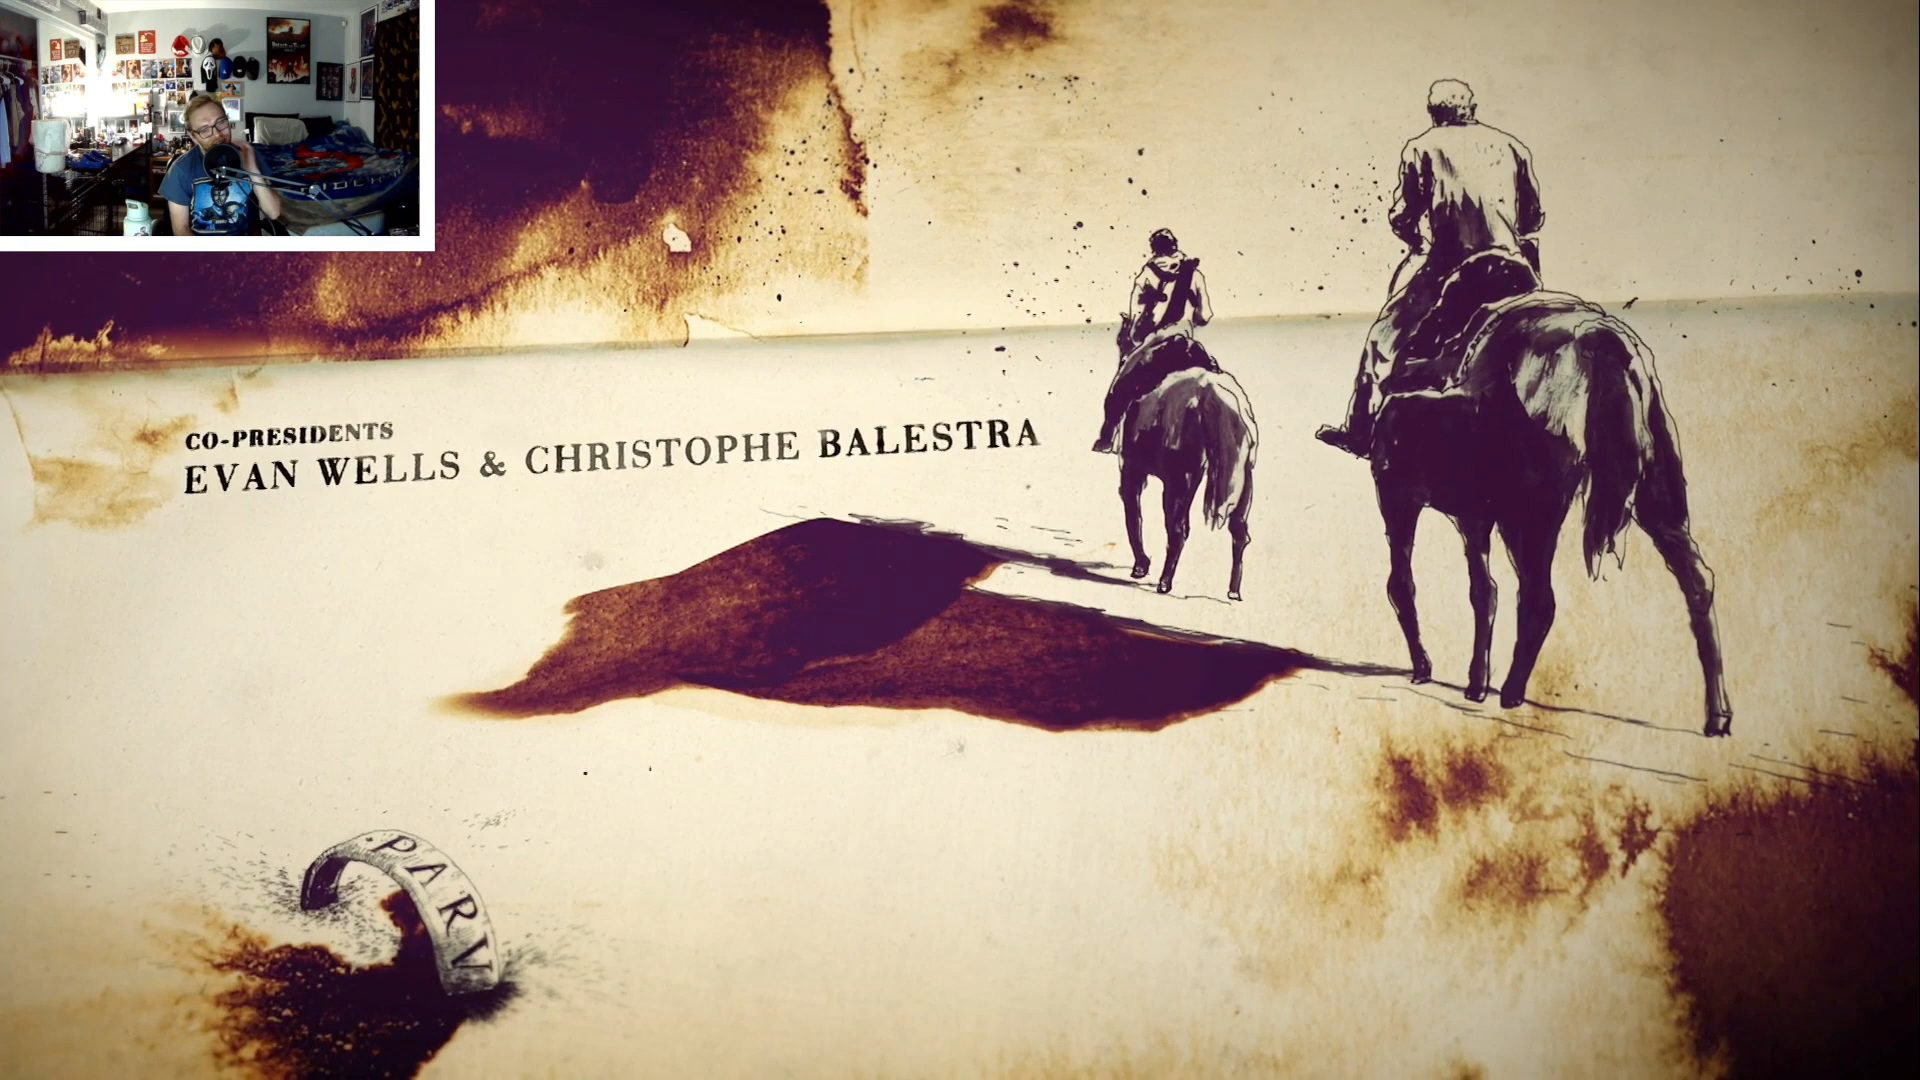 CO-PRESIDENTS
EVAN WELLS & CHRISTOPHE BALESTRA
PARV